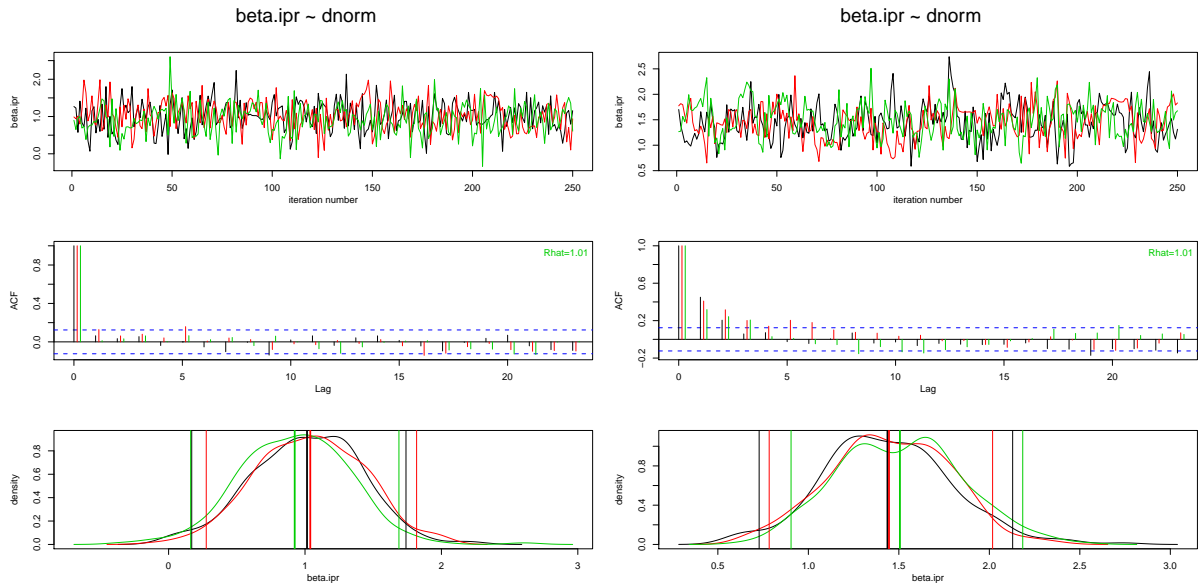 beta.ipr ~ dnorm
beta.ipr
0.0 1.0 2.0
0 50 100 150 200 250
iteration number
ACF
0.0 0.4 0.8
Rhat=1.01
0 5 10 15 20
Lag
density
0.0 0.2 0.4 0.6 0.8
0 1 2 3
beta.ipr
beta.ipr ~ dnorm
beta.ipr
0.5 1.0 1.5 2.0 2.5
0 50 100 150 200 250
iteration number
ACF
−0.2 0.2 0.6 1.0
Rhat=1.01
0 5 10 15 20
Lag
density
0.0 0.4 0.8
0.5 1.0 1.5 2.0 2.5 3.0
beta.ipr